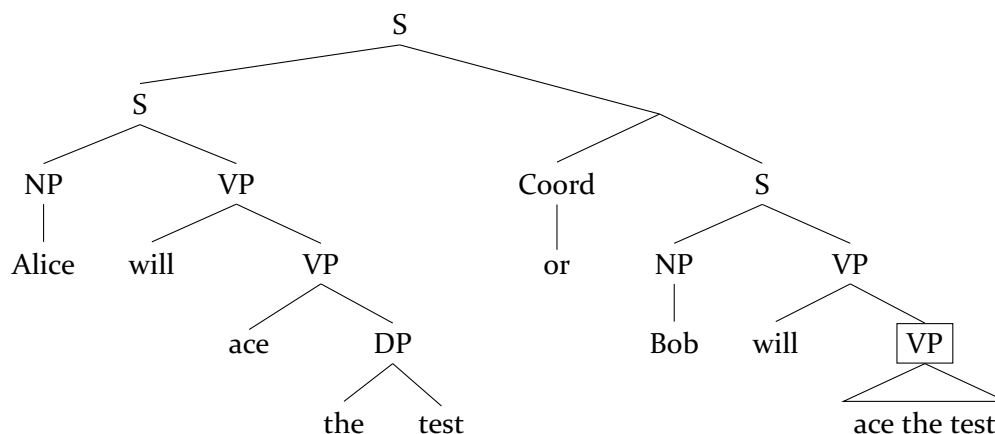 S
S
NP VP Coord S
Alice will VP or NP VP
ace DP Bob will VP
the test ace the test